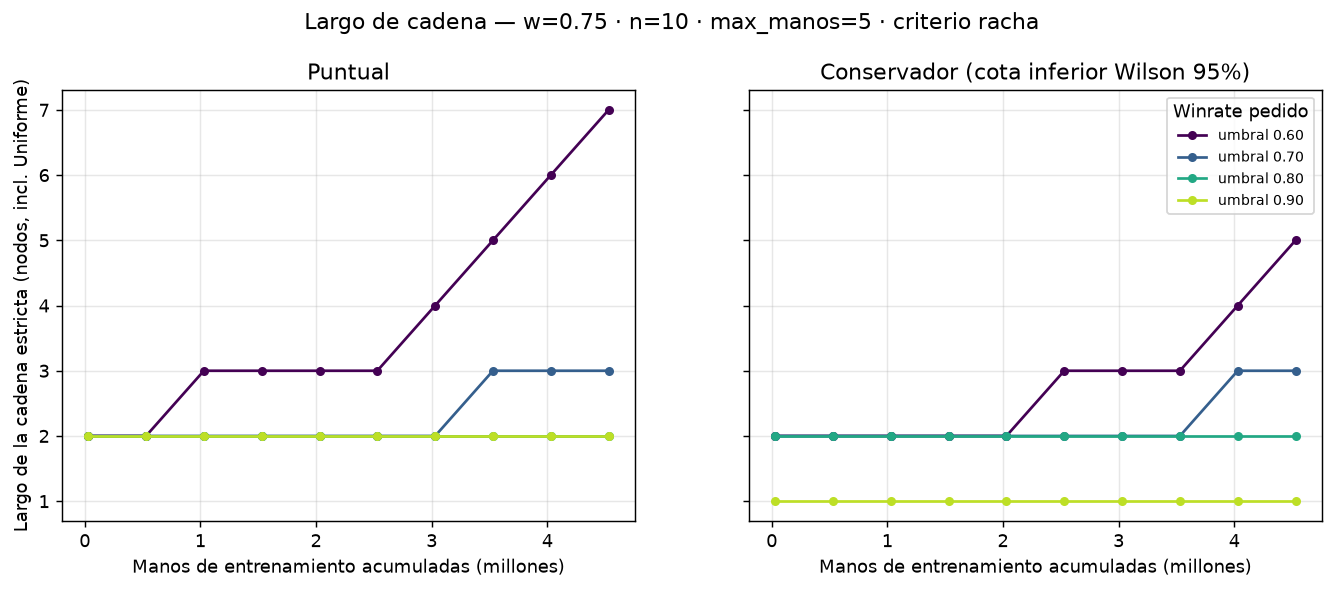 Largo de cadena — w=0.75 · n=10 · max_manos=5 · criterio racha
Puntual
Largo de la cadena estricta (nodos, incl. Uniforme)
7
6
5
4
3
2
1
0 1 2 3 4
Manos de entrenamiento acumuladas (millones)
Conservador (cota inferior Wilson 95%)
Winrate pedido
umbral 0.60
umbral 0.70
umbral 0.80
umbral 0.90
0 1 2 3 4
Manos de entrenamiento acumuladas (millones)